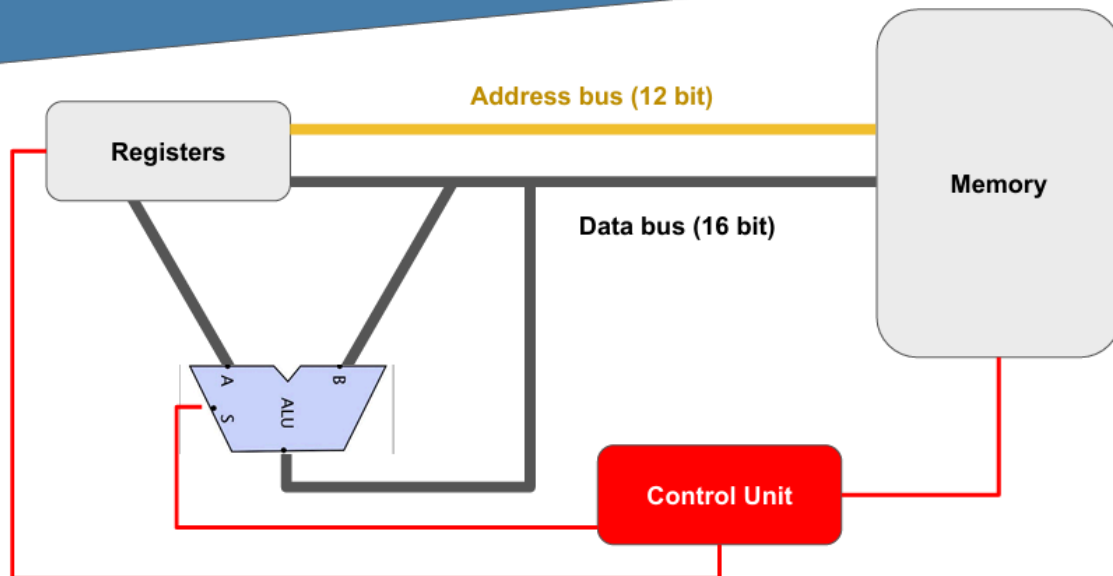 Address bus (12 bit)
Registers
Memory
Data bus (16 bit)
A
B
ALU
S
Control Unit